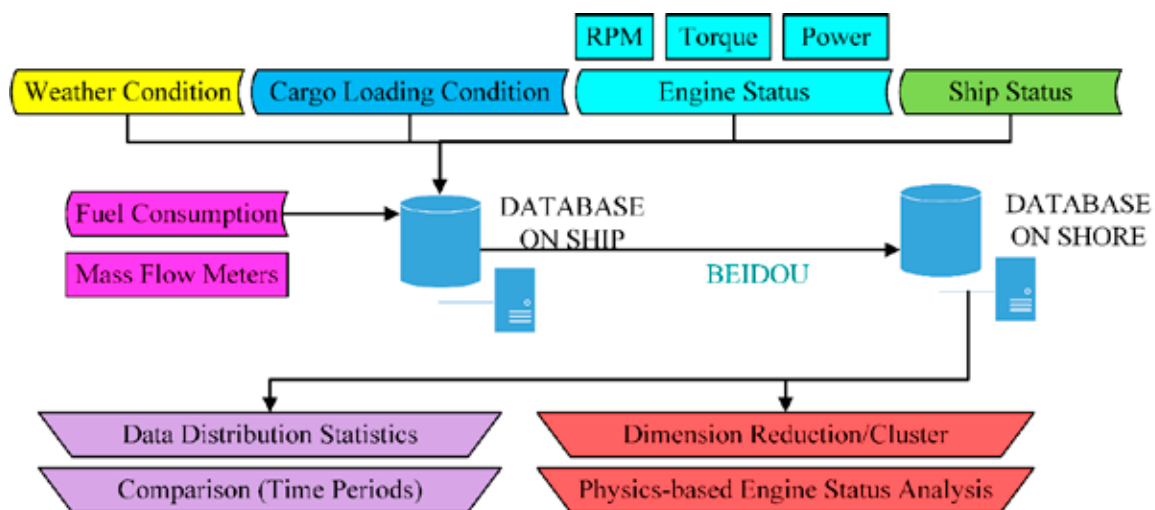 RPM Torque Power
Weather Condition Cargo Loading Condition Engine Status Ship Status
Fuel Consumption
Mass Flow Meters
DATABASE
ON SHIP
BEIDOU
DATABASE
ON SHORE
Data Distribution Statistics Dimension Reduction/Cluster
Comparison (Time Periods) Physics-based Engine Status Analysis